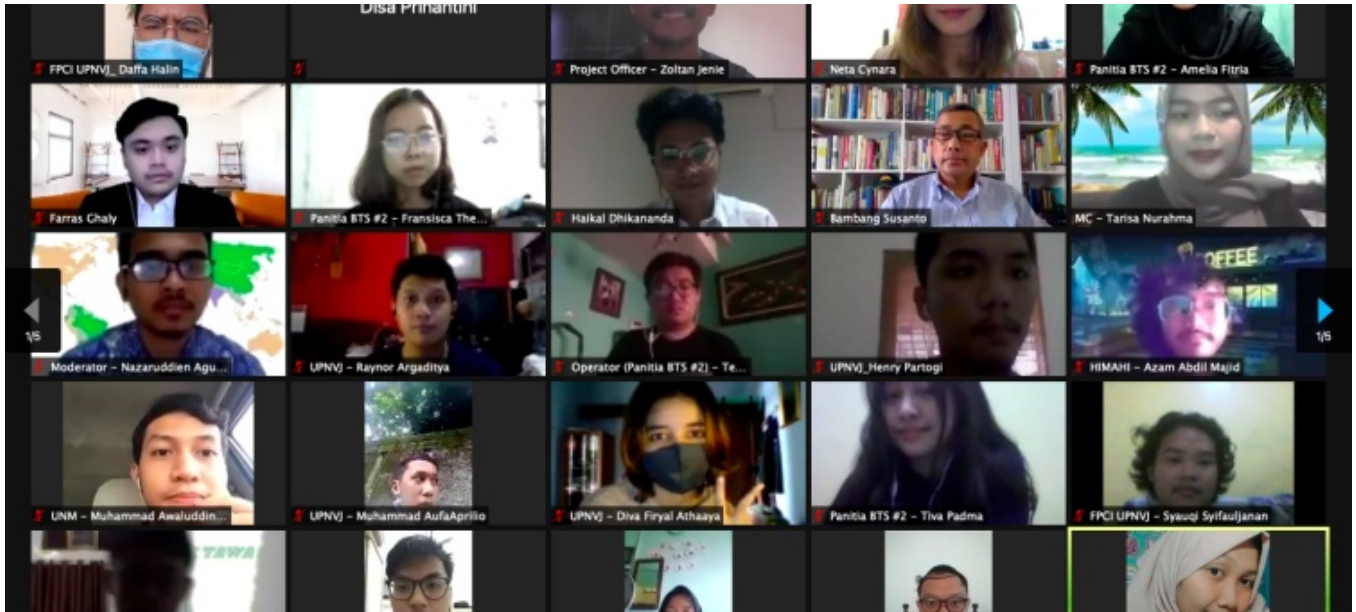 Disa Prihantini
FPCI UPNVJ_ Daffa Halin
Project Officer - Zoltan Jenie
Neta Cynara
Panitia BTS #2 - Amelia Fitria
Farras Ghaly
Panitia BTS #2 - Fransisca The...
Haikal Dhikananda
Bambang Susanto
MC - Tarisa Nurahma
COFFEE
1/5
1/5
Moderator - Nazaruddien Agu...
UPNVJ - Raynor Argaditya
Operator (Panitia BTS #2) - Te...
UPNVJ_Henry Partogi
HIMAHI - Azam Abdil Majid
UNM - Muhammad Awaluddin...
UPNVJ - Muhammad AufaAprilio
UPNVJ - Diva Firyal Athaaya
Panitia BTS #2 - Tiva Padma
FPCI UPNVJ - Syauqi Syifauljanan
TAWA